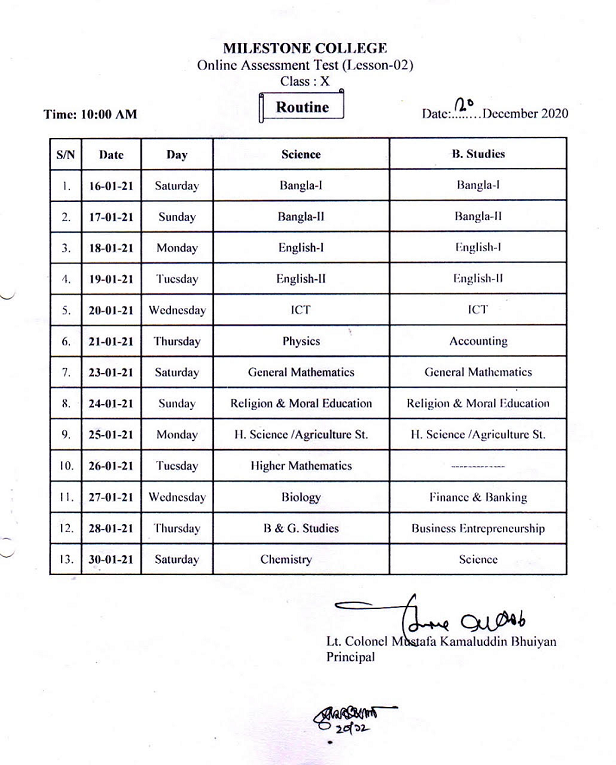 MILESTONE COLLEGE
Online Assessment Test (Lesson-02)
Class : X
Routine
Time: 10:00 AM
Date:....20....December 2020
S/N Date Day Science B. Studies
1. 16-01-21 Saturday Bangla-I Bangla-I
2. 17-01-21 Sunday Bangla-II Bangla-II
3. 18-01-21 Monday English-I English-I
4. 19-01-21 Tuesday English-II English-II
5. 20-01-21 Wednesday ICT ICT
6. 21-01-21 Thursday Physics Accounting
7. 23-01-21 Saturday General Mathematics General Mathematics
8. 24-01-21 Sunday Religion & Moral Education Religion & Moral Education
9. 25-01-21 Monday H. Science /Agriculture St. H. Science /Agriculture St.
10. 26-01-21 Tuesday Higher Mathematics -------------
11. 27-01-21 Wednesday Biology Finance & Banking
12. 28-01-21 Thursday B & G. Studies Business Entrepreneurship
13. 30-01-21 Saturday Chemistry Science
Lt. Colonel Mustafa Kamaluddin Bhuiyan
Principal